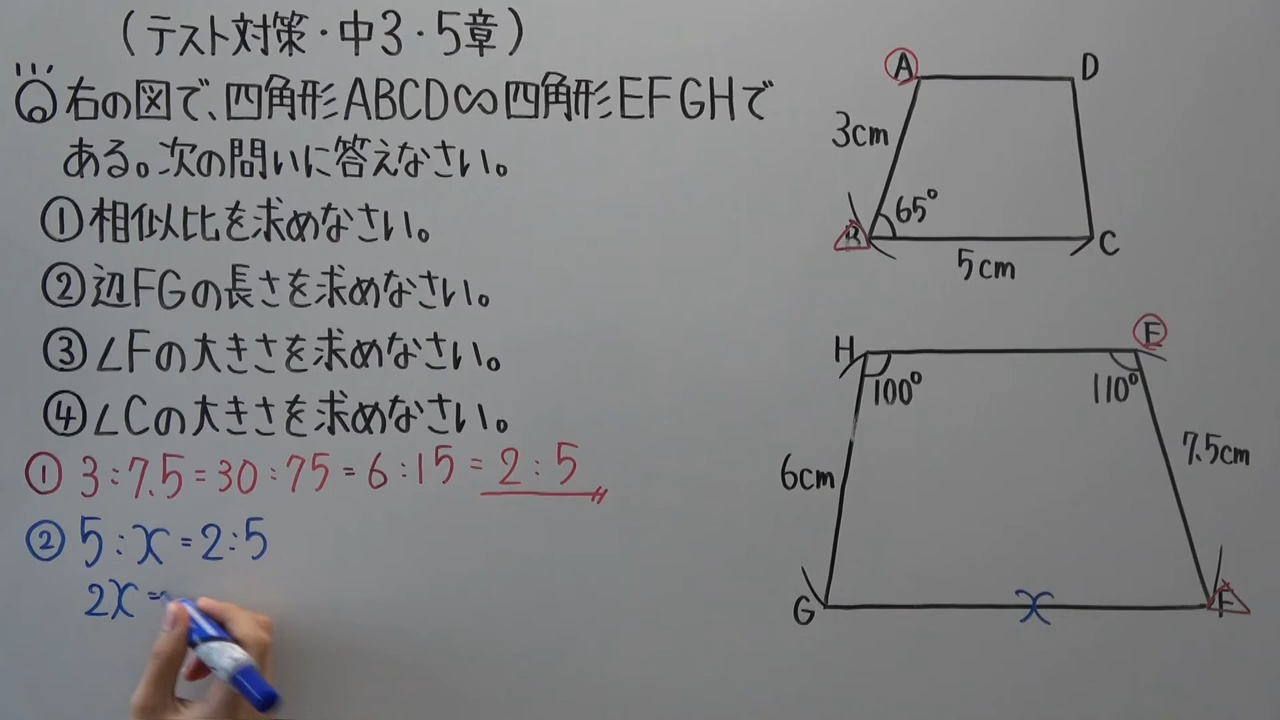 (テスト対策・中3・5章)
Q 右の図で、四角形ABCD∽四角形EFGHで
ある。次の問いに答えなさい。
①相似比を求めなさい。
②辺FGの長さを求めなさい。
③∠Fの大きさを求めなさい。
④∠Cの大きさを求めなさい。
① 3:7.5=30:75=6:15=2:5
② 5:x=2:5
2x=
A
D
3cm
65°
B
C
5cm
H
E
100°
110°
7.5cm
6cm
G
x
F